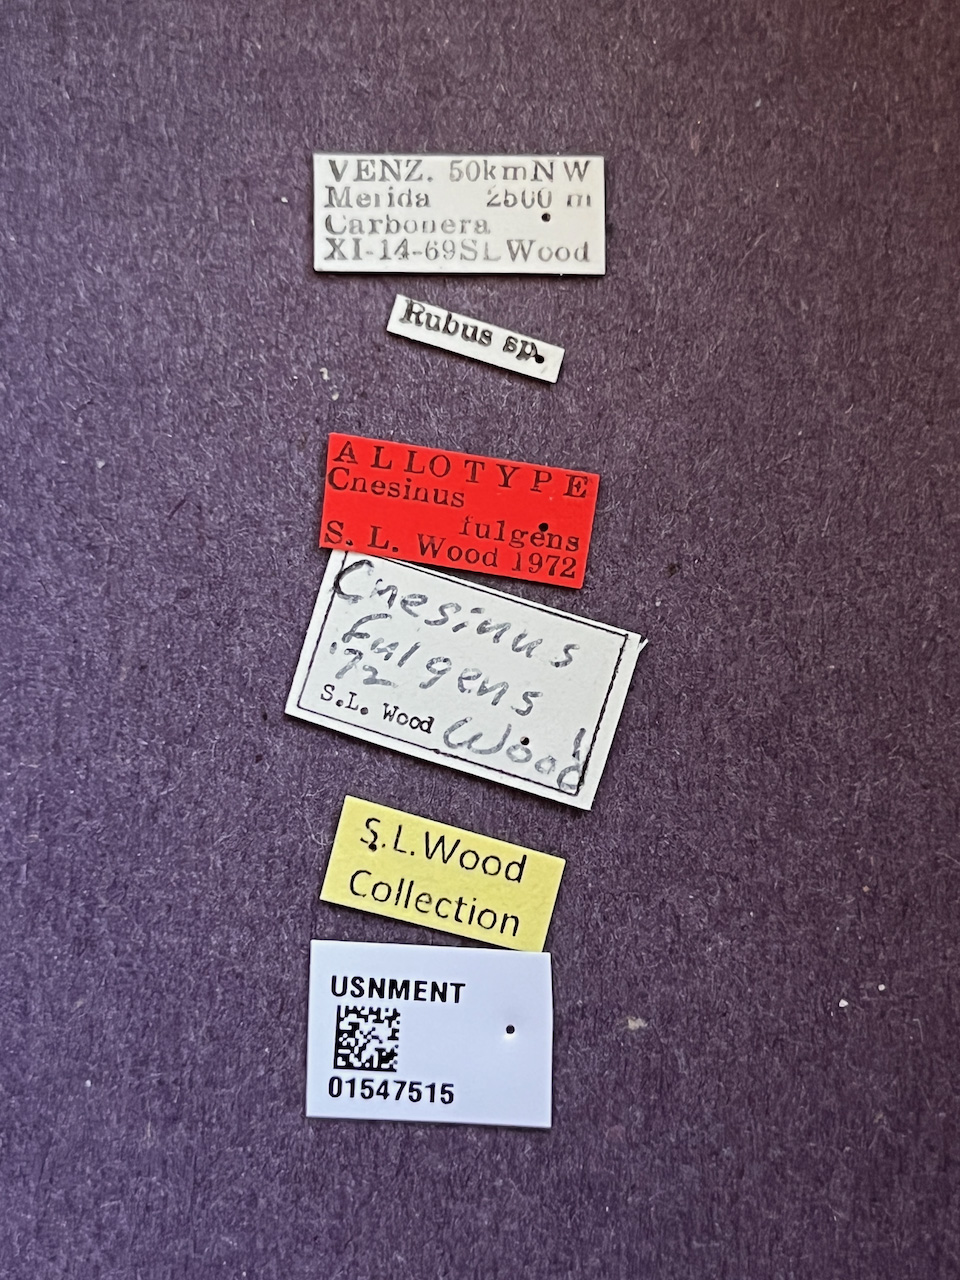 VENZ. 50kmNW
Merida 2500 m
Carbonera
XI-14-69SLWood
Rubus sp.
ALLOTYPE
Cnesinus
fulgens
S. L. Wood 1972
Cnesinus
fulgens
'72
S.L. Wood Wood
S.L.Wood
Collection
USNMENT
01547515